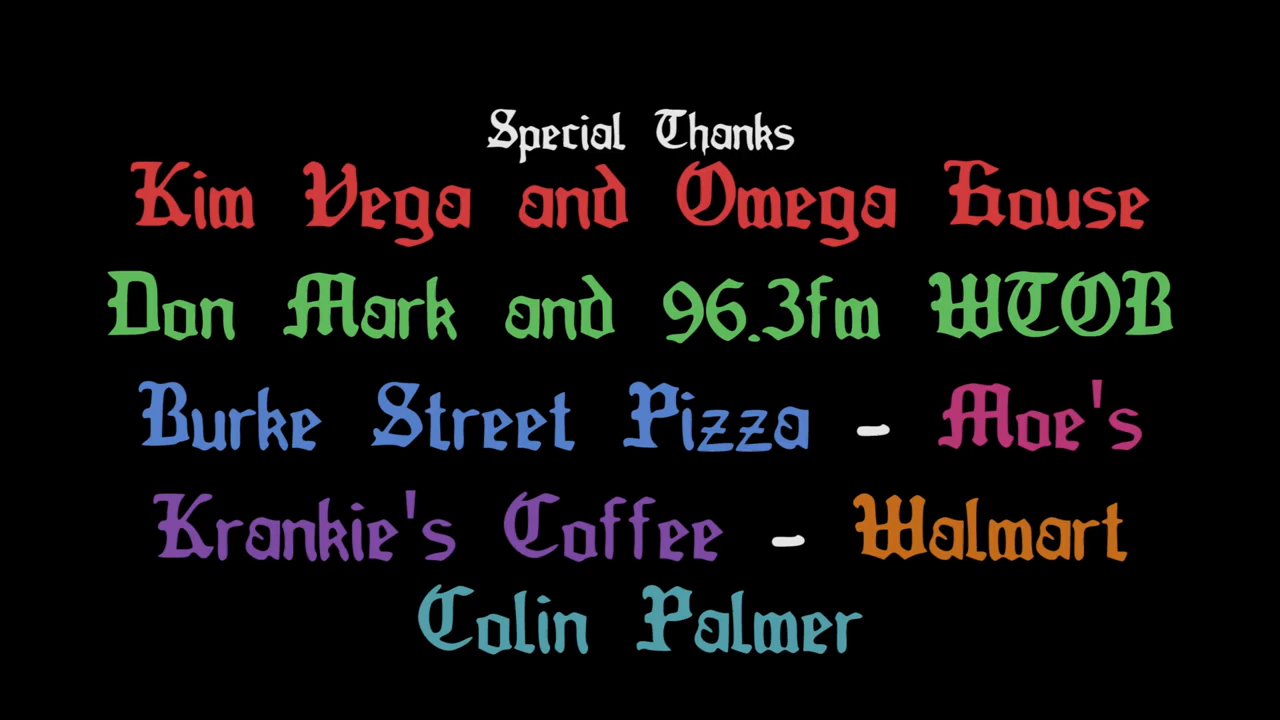 Special Thanks
Kim Vega and Omega House
Don Mark and 96.3fm WTOB
Burke Street Pizza - Moe's
Krankie's Coffee - Walmart
Colin Palmer